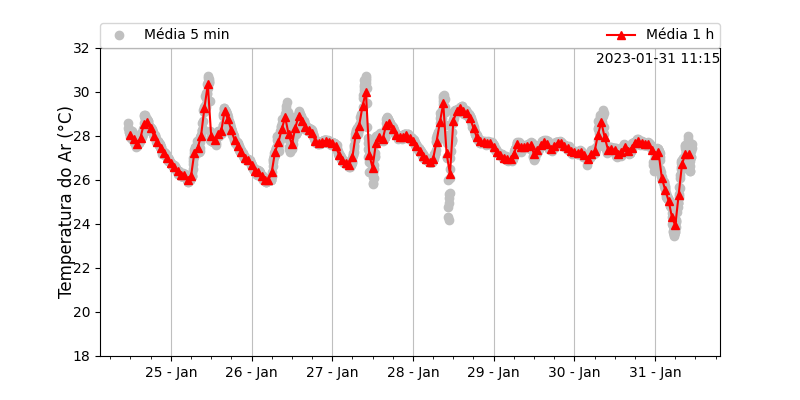 Média 5 min
Média 1 h
2023-01-31 11:15
Temperatura do Ar (°C)
32
30
28
26
24
22
20
18
25 - Jan
26 - Jan
27 - Jan
28 - Jan
29 - Jan
30 - Jan
31 - Jan